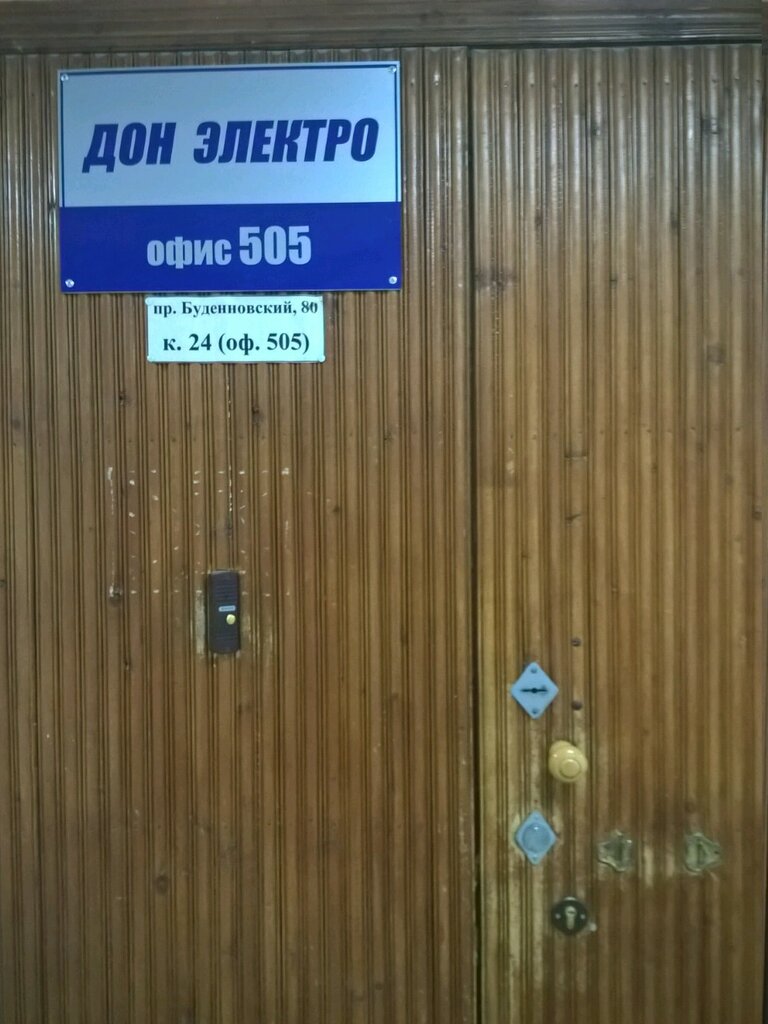 ДОН ЭЛЕКТРО
офис 505
пр. Буденновский, 80
к. 24 (оф. 505)